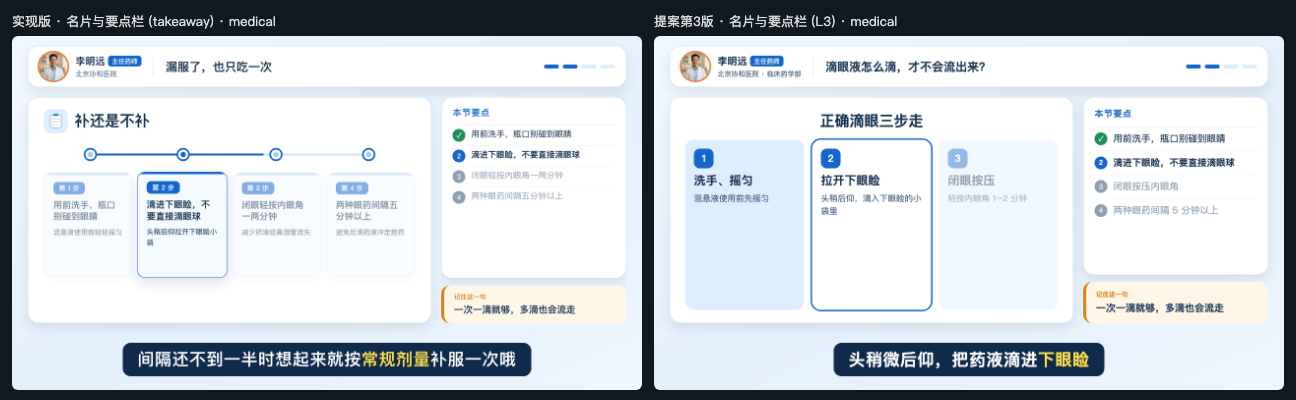 实现版 · 名片与要点栏 (takeaway) · medical
李明远 主任药师
北京协和医院
漏服了，也只吃一次
补还是不补
第 1 步
用前洗手，瓶口
别碰到眼睛
混悬液使用前轻轻摇匀
第 2 步
滴进下眼睑，不
要直接滴眼球
头稍后仰拉开下眼睑小
袋
第 3 步
闭眼轻按内眼角
一两分钟
减少药液经鼻泪管流失
第 4 步
两种眼药间隔五
分钟以上
避免后滴药液冲走前药
本节要点
✓ 用前洗手，瓶口别碰到眼睛
2 滴进下眼睑，不要直接滴眼球
3 闭眼轻按内眼角一两分钟
4 两种眼药间隔五分钟以上
记住这一句
一次一滴就够，多滴也会流走
间隔还不到一半时想起来就按常规剂量补服一次哦
提案第3版 · 名片与要点栏 (L3) · medical
李明远 主任药师
北京协和医院 · 临床药学部
滴眼液怎么滴，才不会流出来？
正确滴眼三步走
1
洗手、摇匀
混悬液使用前先摇匀
2
拉开下眼睑
头稍后仰，滴入下眼睑的小
袋里
3
闭眼按压
轻按内眼角 1–2 分钟
本节要点
✓ 用前洗手，瓶口别碰到眼睛
2 滴进下眼睑，不要直接滴眼球
3 闭眼按压内眼角
4 两种眼药间隔 5 分钟以上
记住这一句
一次一滴就够，多滴也会流走
头稍微后仰，把药液滴进下眼睑